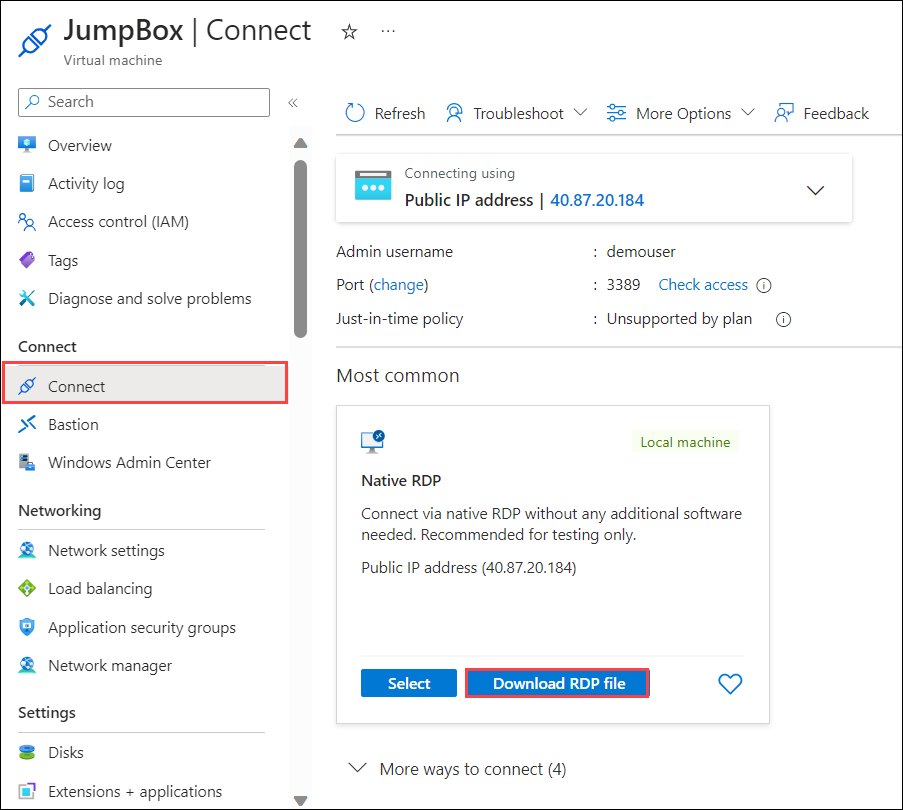 JumpBox | Connect
Virtual machine
Search
Overview
Activity log
Access control (IAM)
Tags
Diagnose and solve problems
Connect
Connect
Bastion
Windows Admin Center
Networking
Network settings
Load balancing
Application security groups
Network manager
Settings
Disks
Extensions + applications
Refresh Troubleshoot More Options Feedback
Connecting using
Public IP address | 40.87.20.184
Admin username : demouser
Port (change) : 3389 Check access
Just-in-time policy : Unsupported by plan
Most common
Local machine
Native RDP
Connect via native RDP without any additional software
needed. Recommended for testing only.
Public IP address (40.87.20.184)
Select Download RDP file
More ways to connect (4)